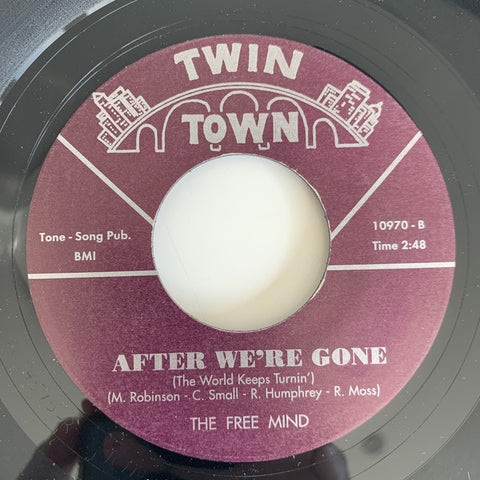 TWIN
TOWN
Tone - Song Pub.
BMI
10970 - B
Time 2:48
AFTER WE'RE GONE
(The World Keeps Turnin')
(M. Robinson - C. Small - R. Humphrey - R. Moss)
THE FREE MIND